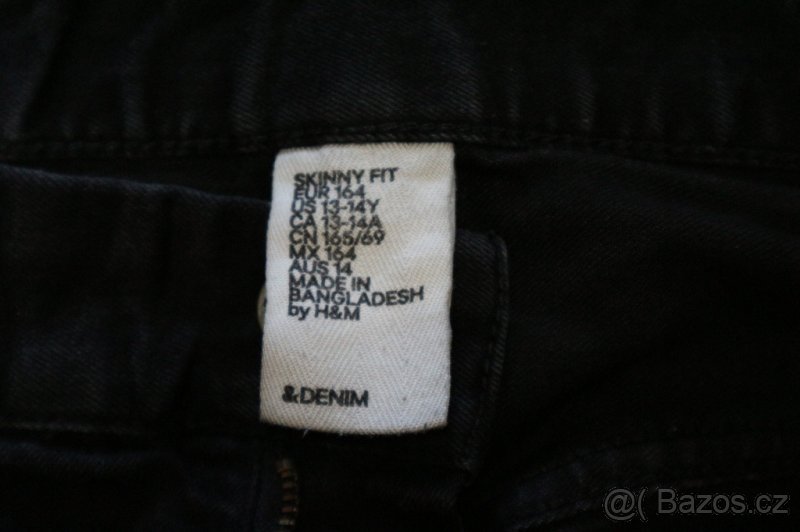 SKINNY FIT
EUR 164
US 13-14Y
CA 13-14A
CN 165/69
MX 164
AUS 14
MADE IN
BANGLADESH
by H&M
&DENIM
@( Bazos.cz